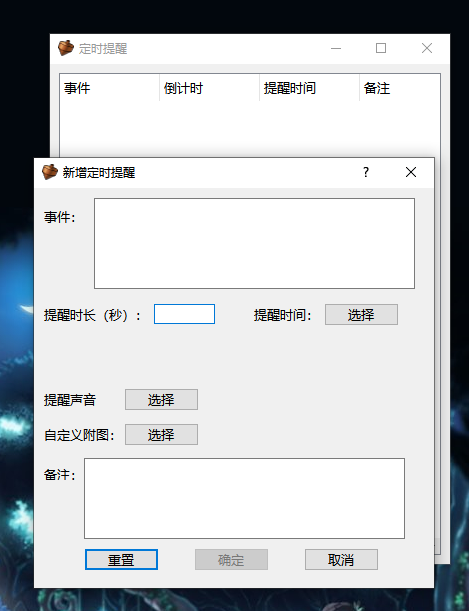 定时提醒
事件 倒计时 提醒时间 备注
新增定时提醒 ?
事件:
提醒时长（秒）: 提醒时间: 选择
提醒声音 选择
自定义附图: 选择
备注:
重置 确定 取消